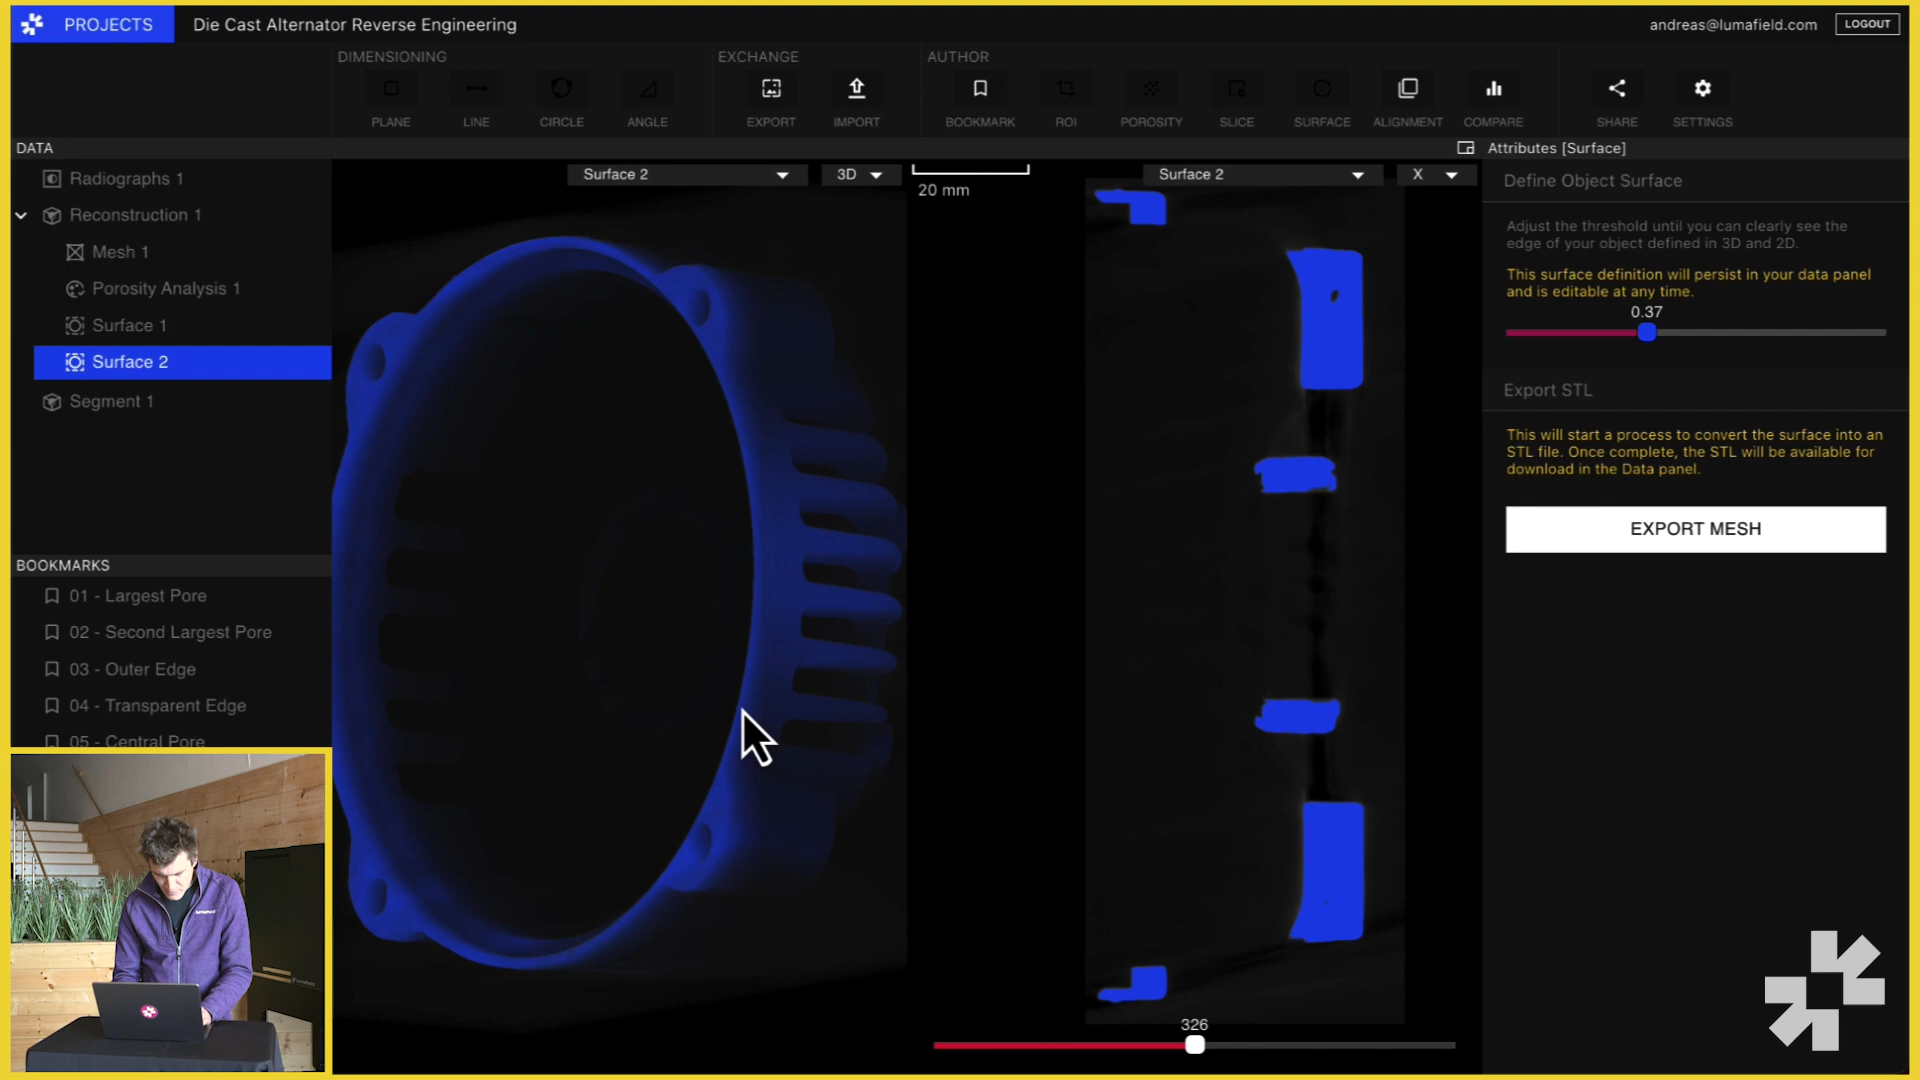 PROJECTS
Die Cast Alternator Reverse Engineering
andreas@lumafield.com
LOGOUT
DIMENSIONING
EXCHANGE
AUTHOR
PLANE
LINE
CIRCLE
ANGLE
EXPORT
IMPORT
BOOKMARK
ROI
POROSITY
SLICE
SURFACE
ALIGNMENT
COMPARE
SHARE
SETTINGS
DATA
Radiographs 1
Reconstruction 1
Mesh 1
Porosity Analysis 1
Surface 1
Surface 2
Segment 1
BOOKMARKS
01 - Largest Pore
02 - Second Largest Pore
03 - Outer Edge
04 - Transparent Edge
05 - Central Pore
Surface 2
3D
20 mm
Surface 2
X
326
Attributes [Surface]
Define Object Surface
Adjust the threshold until you can clearly see the
edge of your object defined in 3D and 2D.
This surface definition will persist in your data panel
and is editable at any time.
0.37
Export STL
This will start a process to convert the surface into an
STL file. Once complete, the STL will be available for
download in the Data panel.
EXPORT MESH